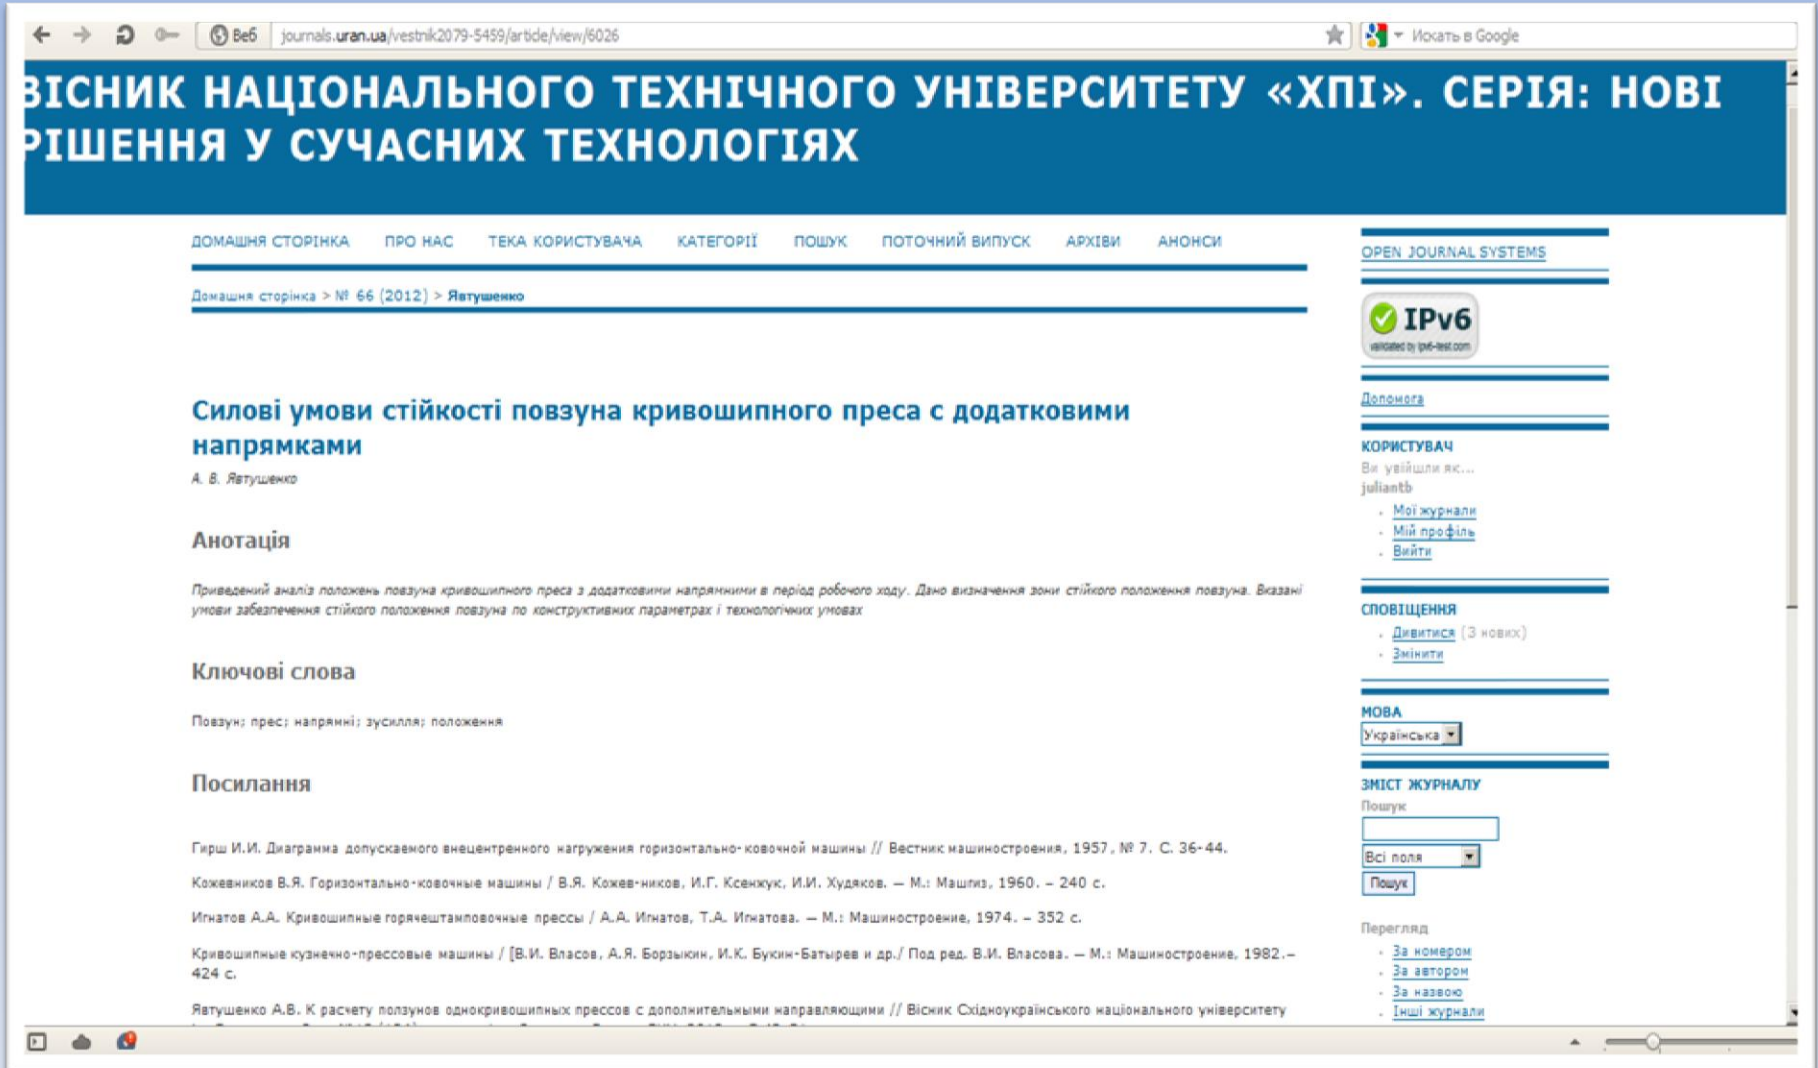 Веб journals.uran.ua/vestnik2079-5459/article/view/6026 Искать в Google
ВІСНИК НАЦІОНАЛЬНОГО ТЕХНІЧНОГО УНІВЕРСИТЕТУ «ХПІ». СЕРІЯ: НОВІ
РІШЕННЯ У СУЧАСНИХ ТЕХНОЛОГІЯХ
ДОМАШНЯ СТОРІНКА ПРО НАС ТЕКА КОРИСТУВАЧА КАТЕГОРІЇ ПОШУК ПОТОЧНИЙ ВИПУСК АРХІВИ АНОНСИ
Домашня сторінка > № 66 (2012) > Явтушенко
Силові умови стійкості повзуна кривошипного преса с додатковими
напрямками
А. В. Явтушенко
Анотація
Приведений аналіз положень повзуна кривошипного преса з додатковими напрямними в період робочого ходу. Дано визначення зони стійкого положення повзуна. Вказані
умови забезпечення стійкого положення повзуна по конструктивних параметрах і технологічних умовах
Ключові слова
Повзун; прес; напрямні; зусилля; положення
Посилання
Гирш И.И. Диаграмма допускаемого внецентренного нагружения горизонтально-ковочной машины // Вестник машиностроения, 1957, № 7. С. 36-44.
Кожевников В.Я. Горизонтально-ковочные машины / В.Я. Кожев-ников, И.Г. Ксенжук, И.И. Худяков. — М.: Машгиз, 1960. – 240 с.
Игнатов А.А. Кривошипные горячештамповочные прессы / А.А. Игнатов, Т.А. Игнатова. — М.: Машиностроение, 1974. – 352 с.
Кривошипные кузнечно-прессовые машины / [В.И. Власов, А.Я. Борзыкин, И.К. Букин-Батырев и др./ Под ред. В.И. Власова. — М.: Машиностроение, 1982.–
424 с.
Явтушенко А.В. К расчету ползунов однокривошипных прессов с дополнительными направляющими // Вісник Східноукраїнського національного університету
OPEN JOURNAL SYSTEMS
IPv6
validated by ipv6-test.com
Допомога
КОРИСТУВАЧ
Ви увійшли як...
juliantb
Мої журнали
Мій профіль
Вийти
СПОВІЩЕННЯ
Дивитися (3 нових)
Змінити
МОВА
Українська
ЗМІСТ ЖУРНАЛУ
Пошук
Всі поля
Пошук
Перегляд
За номером
За автором
За назвою
Інші журнали